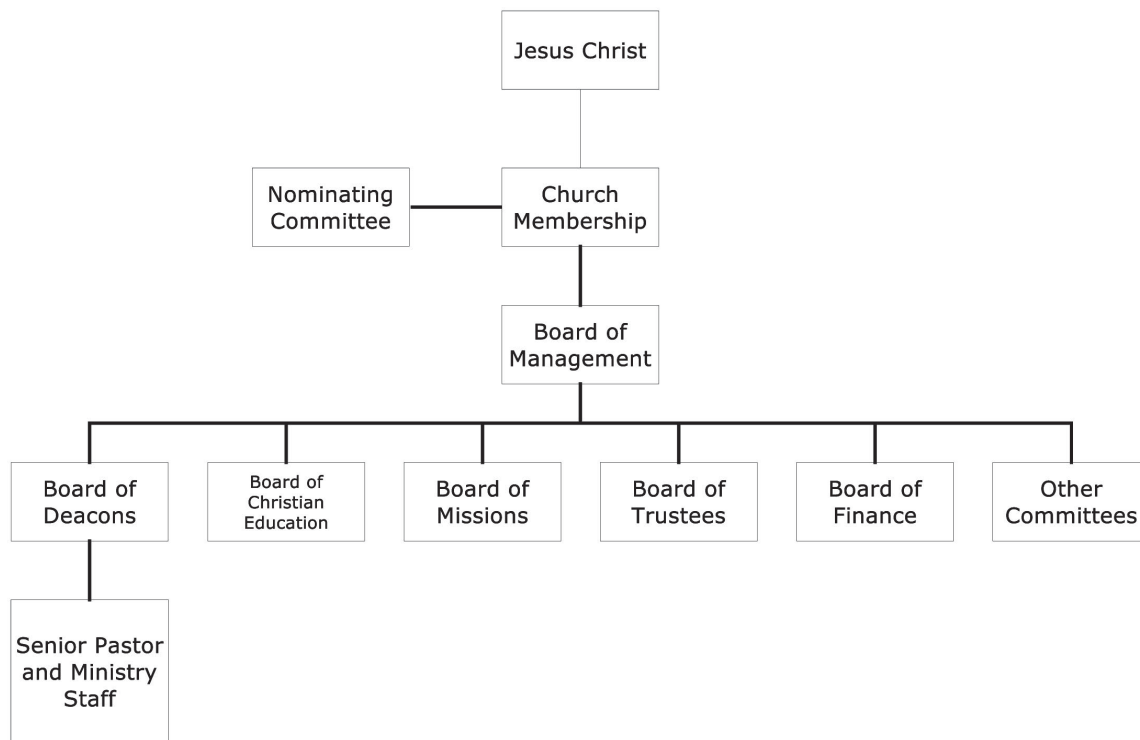 Jesus Christ
Nominating
Committee
Church
Membership
Board of
Management
Board of
Deacons
Board of
Christian
Education
Board of
Missions
Board of
Trustees
Board of
Finance
Other
Committees
Senior Pastor
and Ministry
Staff